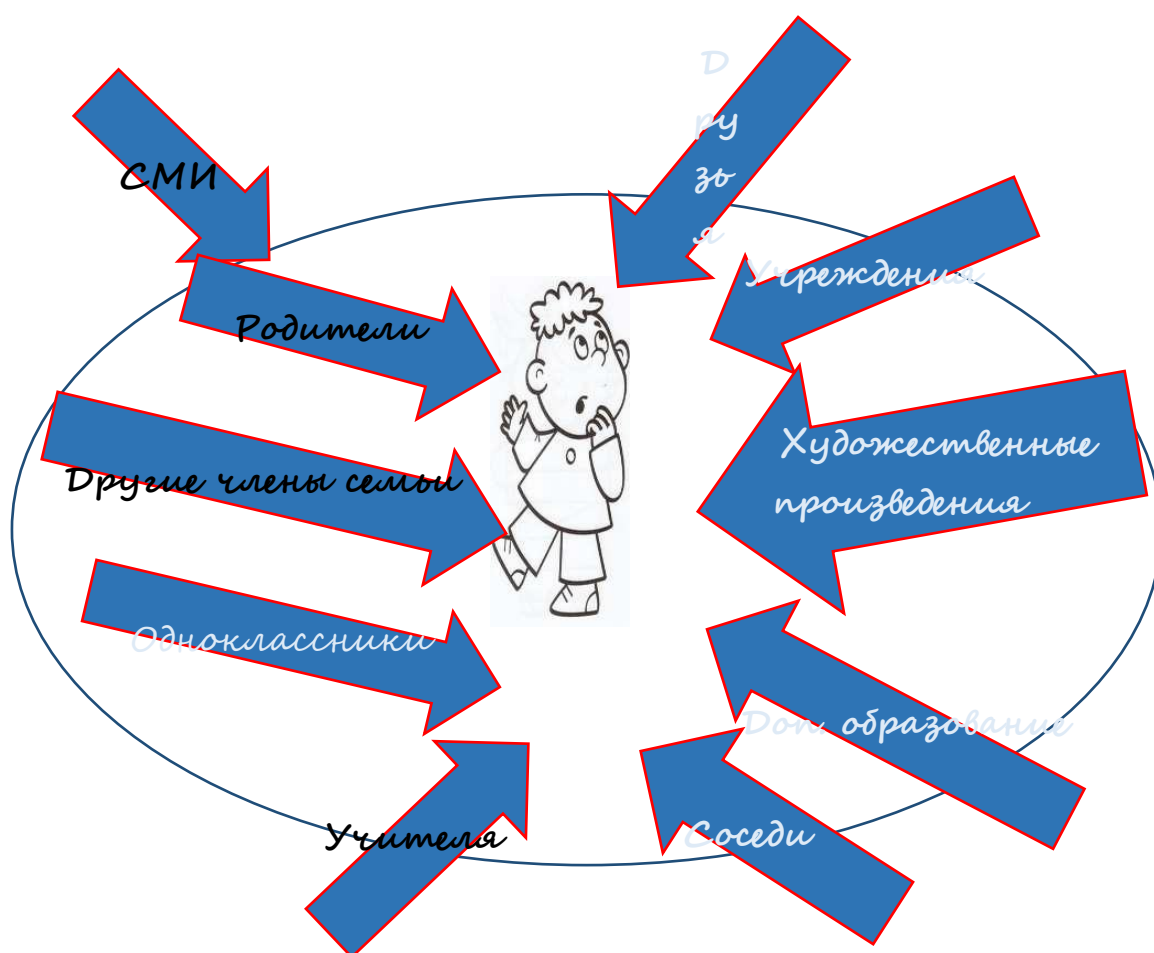 Д
ру
зь
я
СМИ
Учреждения
Родители
Художественные
произведения
Другие члены семьи
Одноклассники
Доп. образование
Учителя
Соседи